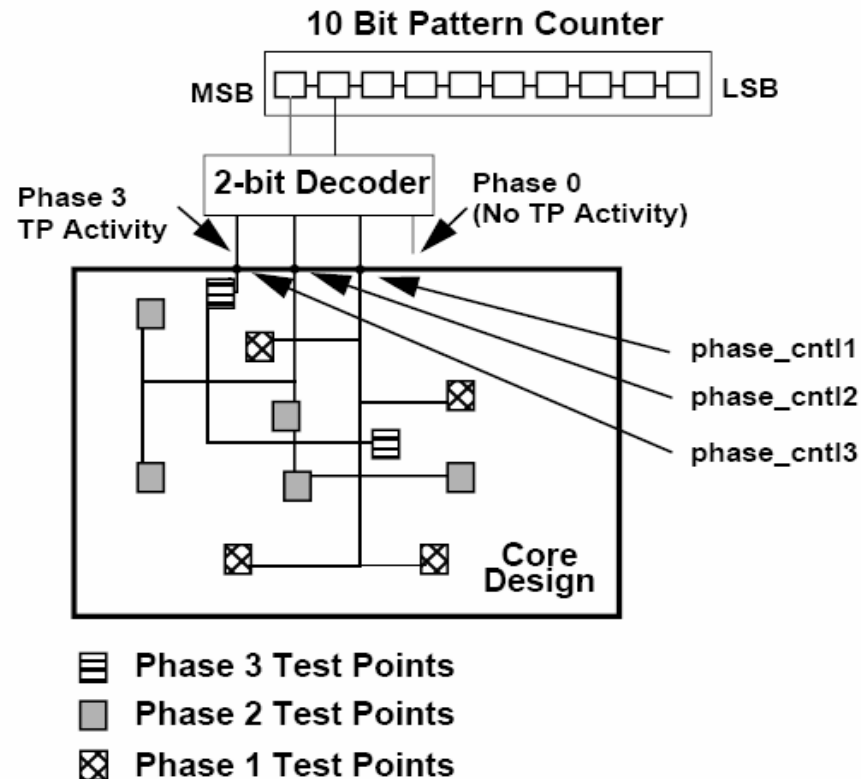 10 Bit Pattern Counter
MSB
LSB
2-bit Decoder
Phase 3
TP Activity
Phase 0
(No TP Activity)
phase_cntl1
phase_cntl2
phase_cntl3
Core
Design
Phase 3 Test Points
Phase 2 Test Points
Phase 1 Test Points